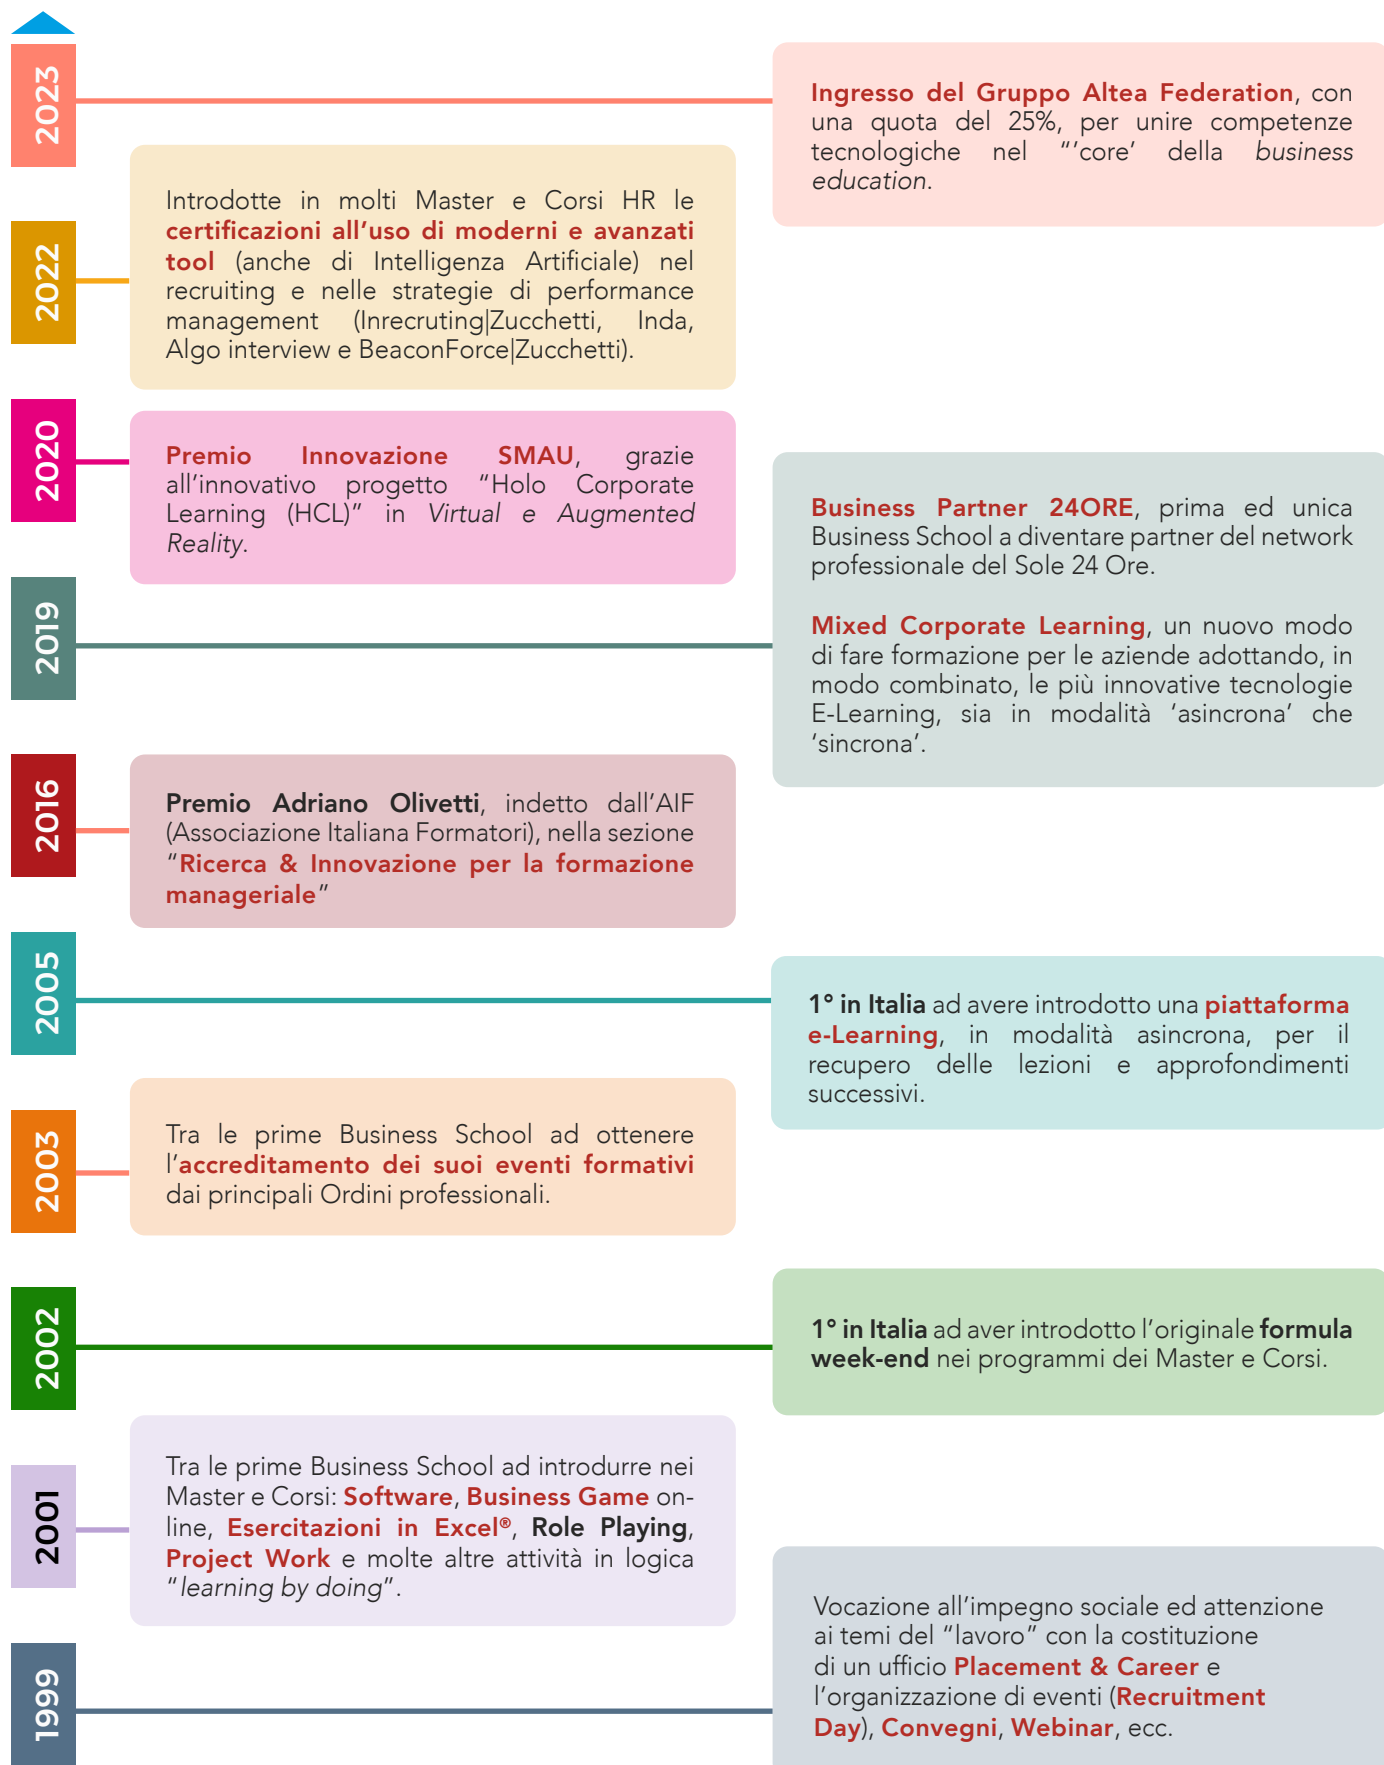 2023
Ingresso del Gruppo Altea Federation, con
una quota del 25%, per unire competenze
tecnologiche nel “‘core’ della business
education.
2022
Introdotte in molti Master e Corsi HR le
certificazioni all’uso di moderni e avanzati
tool (anche di Intelligenza Artificiale) nel
recruiting e nelle strategie di performance
management (Inrecruting|Zucchetti, Inda,
Algo interview e BeaconForce|Zucchetti).
2020
Premio Innovazione SMAU, grazie
all’innovativo progetto “Holo Corporate
Learning (HCL)” in Virtual e Augmented
Reality.
2019
Business Partner 24ORE, prima ed unica
Business School a diventare partner del network
professionale del Sole 24 Ore.
Mixed Corporate Learning, un nuovo modo
di fare formazione per le aziende adottando, in
modo combinato, le più innovative tecnologie
E-Learning, sia in modalità ‘asincrona’ che
‘sincrona’.
2016
Premio Adriano Olivetti, indetto dall’AIF
(Associazione Italiana Formatori), nella sezione
“Ricerca & Innovazione per la formazione
manageriale”
2005
1° in Italia ad avere introdotto una piattaforma
e-Learning, in modalità asincrona, per il
recupero delle lezioni e approfondimenti
successivi.
2003
Tra le prime Business School ad ottenere
l’accreditamento dei suoi eventi formativi
dai principali Ordini professionali.
2002
1° in Italia ad aver introdotto l’originale formula
week-end nei programmi dei Master e Corsi.
2001
Tra le prime Business School ad introdurre nei
Master e Corsi: Software, Business Game on-
line, Esercitazioni in Excel®, Role Playing,
Project Work e molte altre attività in logica
“learning by doing”.
1999
Vocazione all’impegno sociale ed attenzione
ai temi del “lavoro” con la costituzione
di un ufficio Placement & Career e
l’organizzazione di eventi (Recruitment
Day), Convegni, Webinar, ecc.